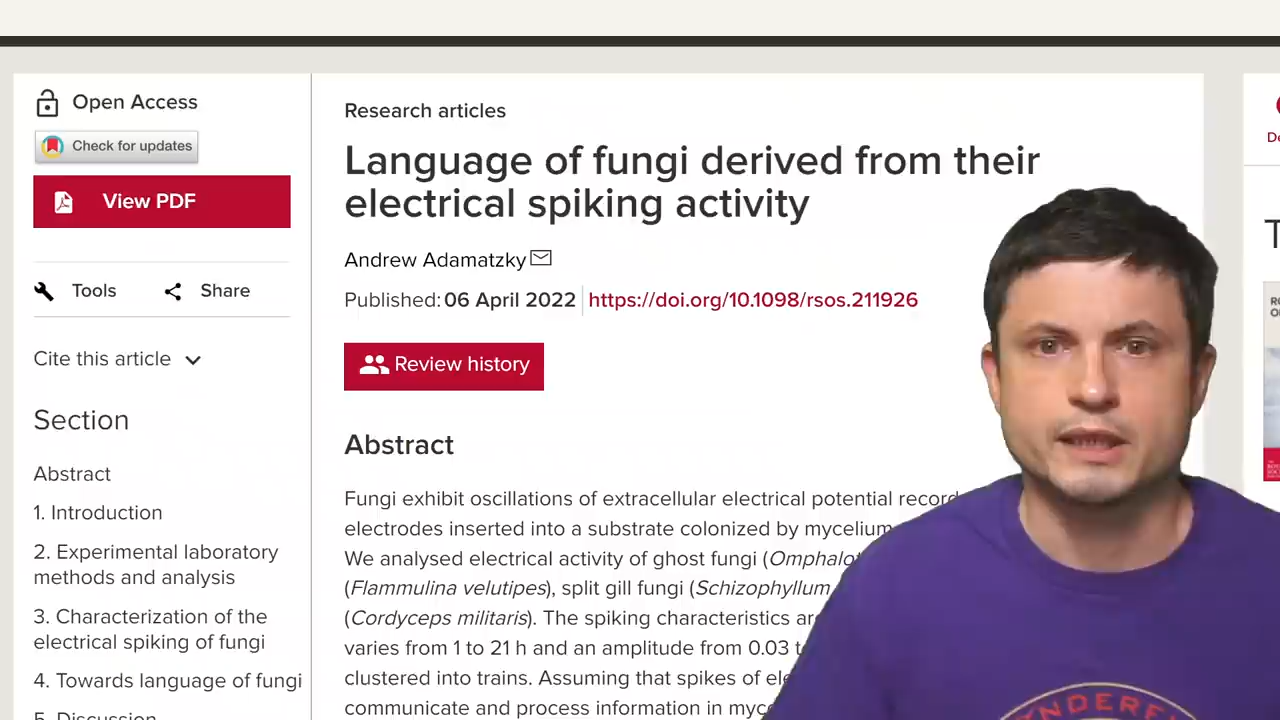 Open Access
Check for updates
View PDF
Tools
Share
Cite this article
Section
Abstract
1. Introduction
2. Experimental laboratory
methods and analysis
3. Characterization of the
electrical spiking of fungi
4. Towards language of fungi
5. Discussion
Research articles
Language of fungi derived from their
electrical spiking activity
Andrew Adamatzky
Published: 06 April 2022
https://doi.org/10.1098/rsos.211926
Review history
Abstract
Fungi exhibit oscillations of extracellular electrical potential
electrodes inserted into a substrate colonized by mycelium
We analysed electrical activity of ghost fungi (
(Flammulina velutipes), split gill fungi (Schizophyllum
(Cordyceps militaris). The spiking characteristics
varies from 1 to 21 h and an amplitude from 0.03
clustered into trains. Assuming that spikes of
communicate and process information in